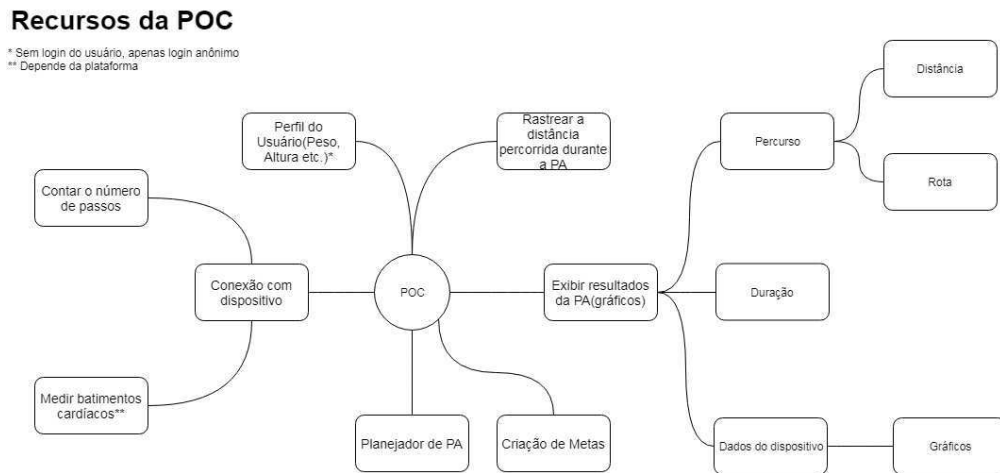 Recursos da POC
* Sem login do usuário, apenas login anônimo
** Depende da plataforma
Distância
Perfil do
Usuário(Peso,
Altura etc.)*
Rastrear a
distância
percorrida durante
a PA
Percurso
Contar o número
de passos
Rota
Conexão com
dispositivo
POC
Exibir resultados
da PA(gráficos)
Duração
Medir batimentos
cardíacos**
Planejador de PA
Criação de Metas
Dados do dispositivo
Gráficos